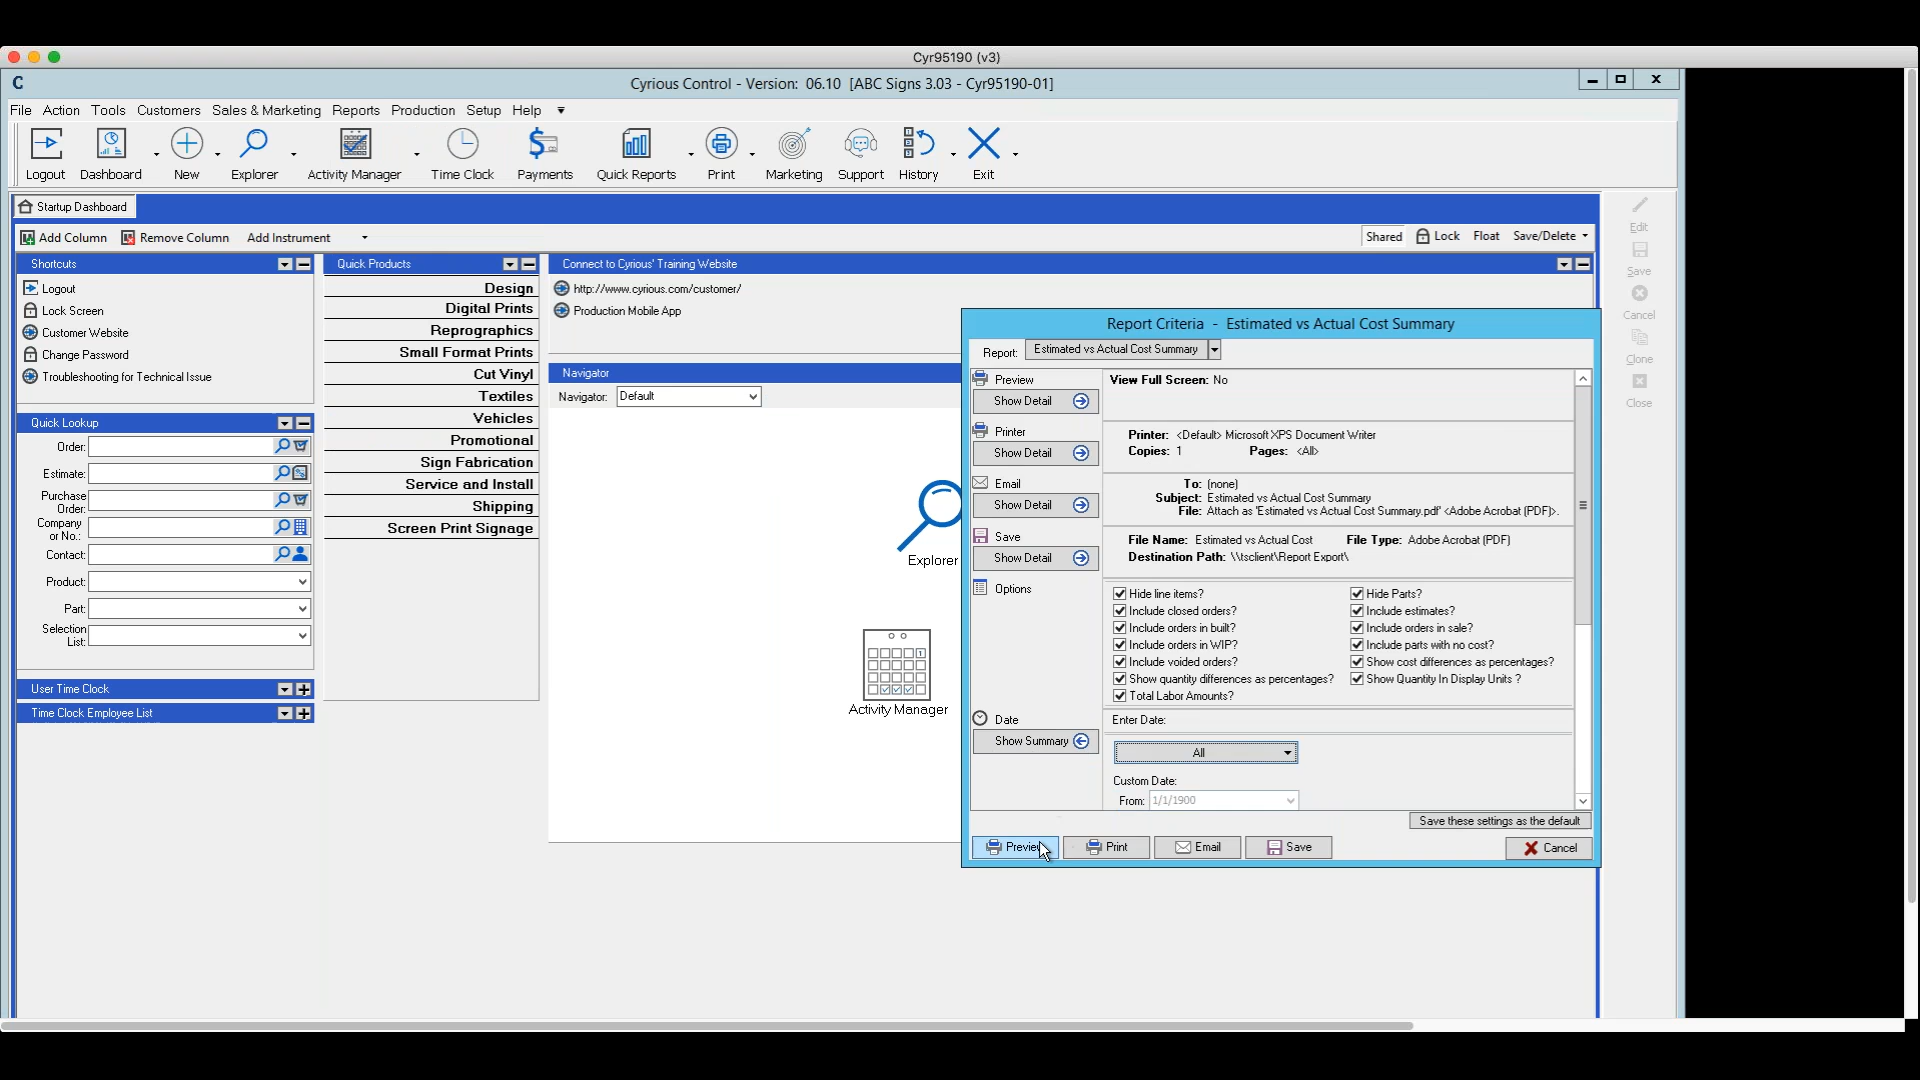 Cyr95190 (v3)
C
Cyrious Control - Version: 06.10 [ABC Signs 3.03 - Cyr95190-01]
File Action Tools Customers Sales & Marketing Reports Production Setup Help
Logout Dashboard New Explorer Activity Manager Time Clock Payments Quick Reports Print Marketing Support History Exit
Startup Dashboard
Add Column Remove Column Add Instrument Shared Lock Float Save/Delete
Edit
Save
Cancel
Clone
Close
Shortcuts
Logout
Lock Screen
Customer Website
Change Password
Troubleshooting for Technical Issue
Quick Lookup
Order:
Estimate:
Purchase Order:
Company or No.:
Contact:
Product:
Part:
Selection List:
User Time Clock
Time Clock Employee List
Quick Products
Design
Digital Prints
Reprographics
Small Format Prints
Cut Vinyl
Textiles
Vehicles
Promotional
Sign Fabrication
Service and Install
Shipping
Screen Print Signage
Connect to Cyrious' Training Website
http://www.cyrious.com/customer/
Production Mobile App
Navigator
Navigator: Default
Explorer
Activity Manager
Report Criteria - Estimated vs Actual Cost Summary
Report: Estimated vs Actual Cost Summary
Preview
Show Detail
View Full Screen: No
Printer
Show Detail
Printer: <Default> Microsoft XPS Document Writer
Copies: 1 Pages: <All>
Email
Show Detail
To: (none)
Subject: Estimated vs Actual Cost Summary
File: Attach as 'Estimated vs Actual Cost Summary.pdf' <Adobe Acrobat (PDF)>.
Save
Show Detail
File Name: Estimated vs Actual Cost File Type: Adobe Acrobat (PDF)
Destination Path: \\tsclient\Report Export\
Options
Hide line items? Hide Parts?
Include closed orders? Include estimates?
Include orders in built? Include orders in sale?
Include orders in WIP? Include parts with no cost?
Include voided orders? Show cost differences as percentages?
Show quantity differences as percentages? Show Quantity In Display Units ?
Total Labor Amounts?
Date
Show Summary
Enter Date:
All
Custom Date:
From: 1/1/1900
Save these settings as the default
Preview Print Email Save Cancel